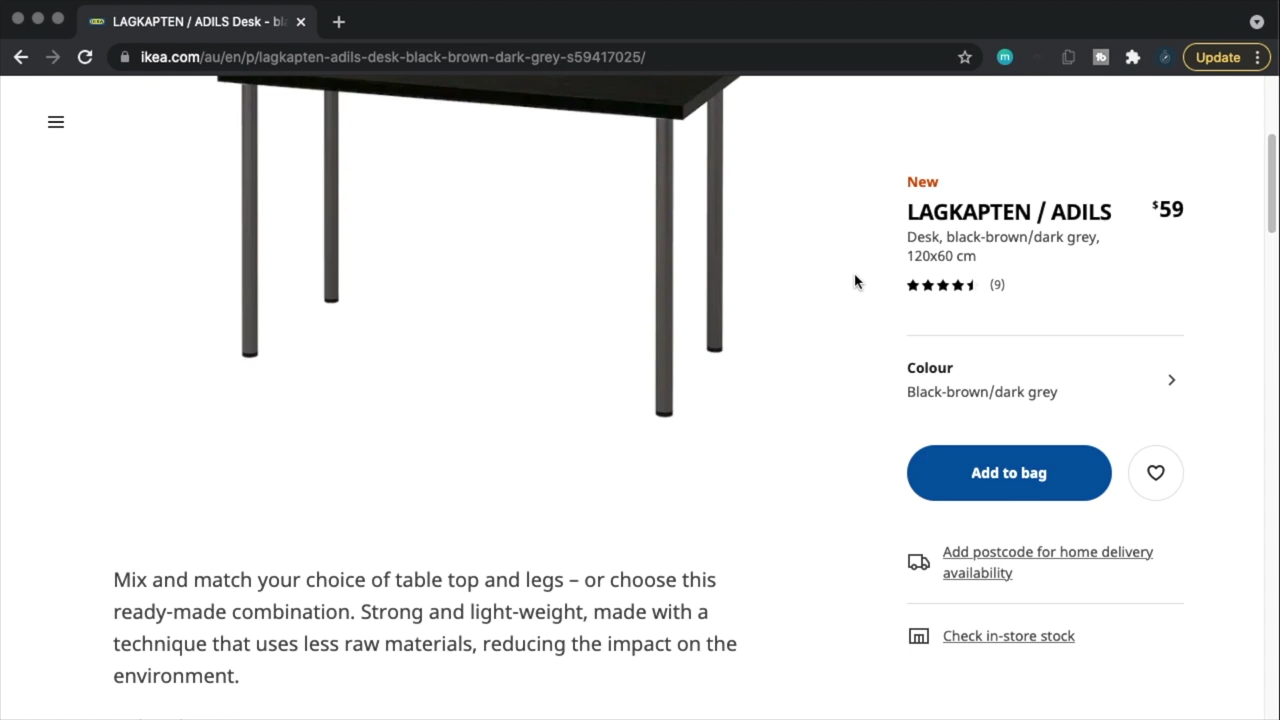 LAGKAPTEN / ADILS Desk - bl
ikea.com/au/en/p/lagkapten-adils-desk-black-brown-dark-grey-s59417025/
m
Update
New
LAGKAPTEN / ADILS
$59
Desk, black-brown/dark grey,
120x60 cm
(9)
Colour
Black-brown/dark grey
Add to bag
Add postcode for home delivery
availability
Check in-store stock
Mix and match your choice of table top and legs – or choose this
ready-made combination. Strong and light-weight, made with a
technique that uses less raw materials, reducing the impact on the
environment.